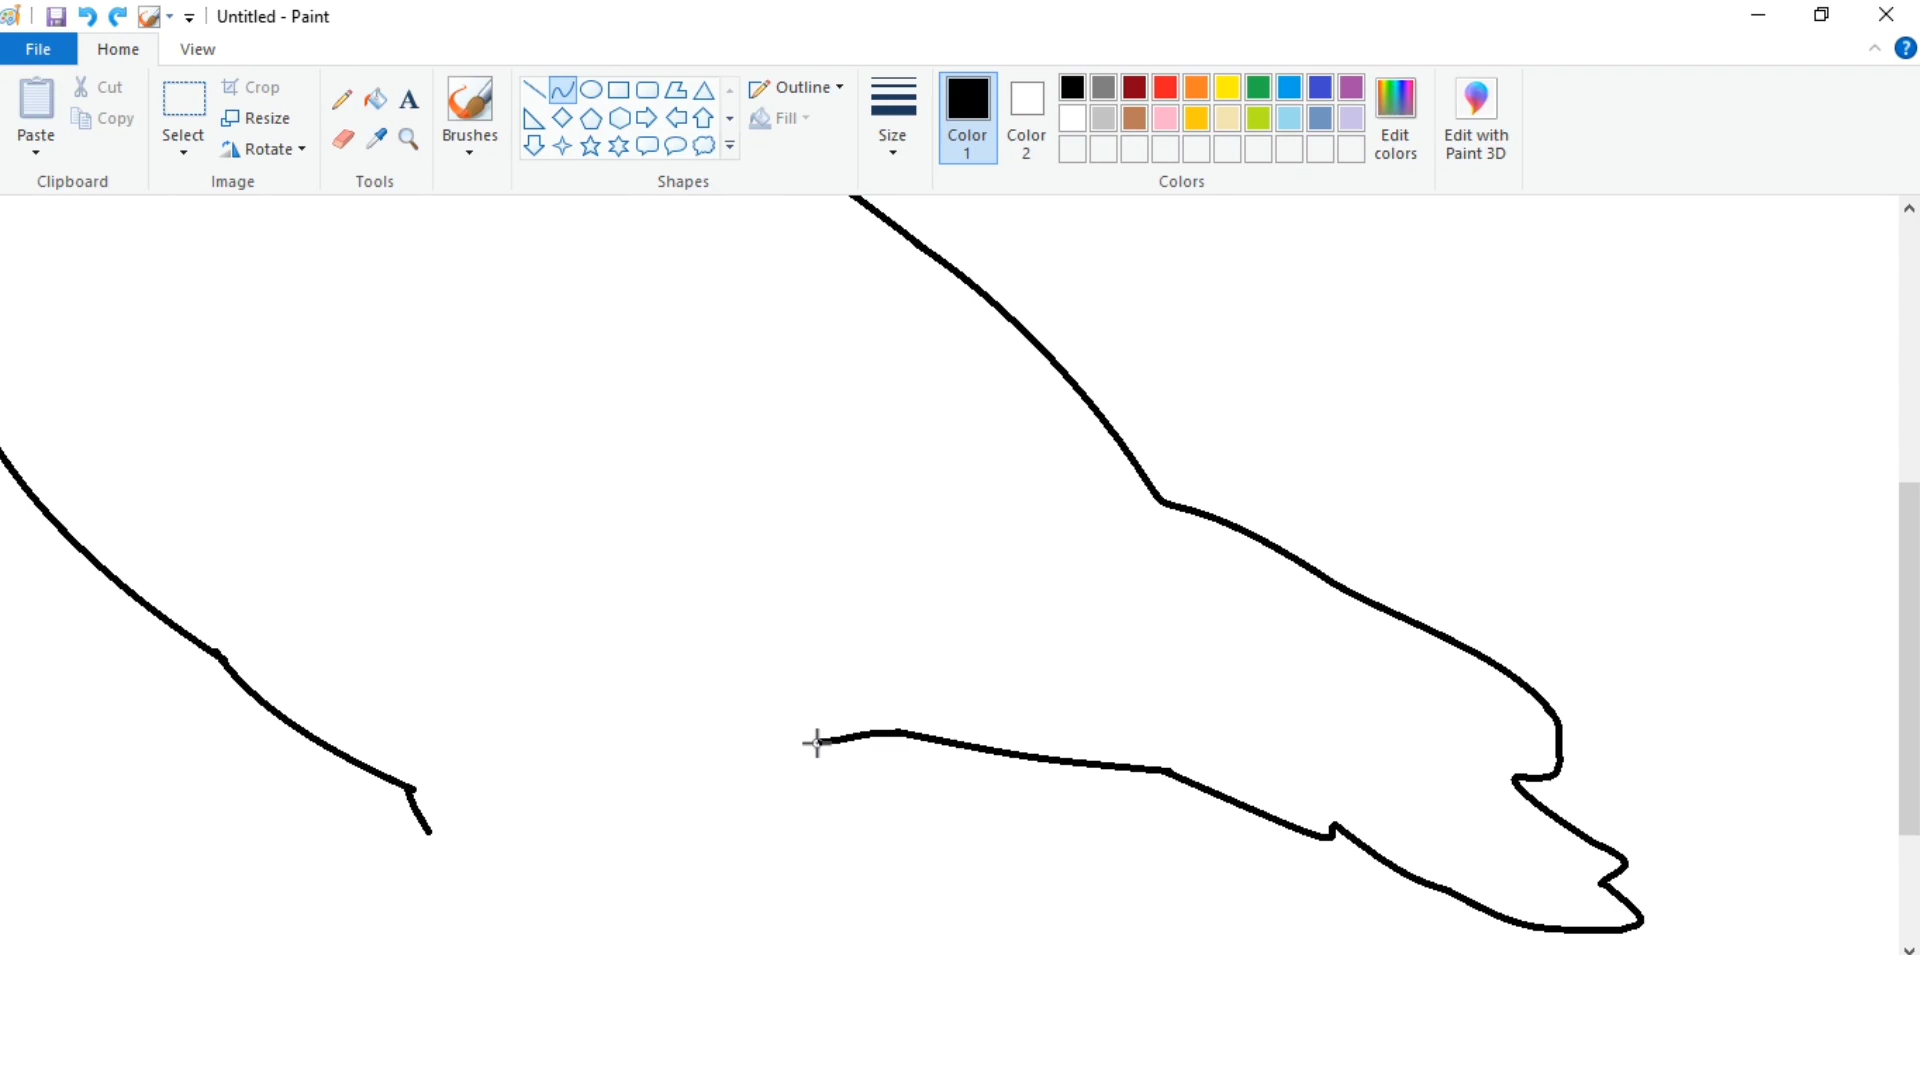 Untitled - Paint
File Home View
Paste
Cut
Copy
Clipboard
Select
Crop
Resize
Rotate
Image
A
Tools
Brushes
Outline
Fill
Shapes
Size
Color 1
Color 2
Edit colors
Colors
Edit with Paint 3D
?